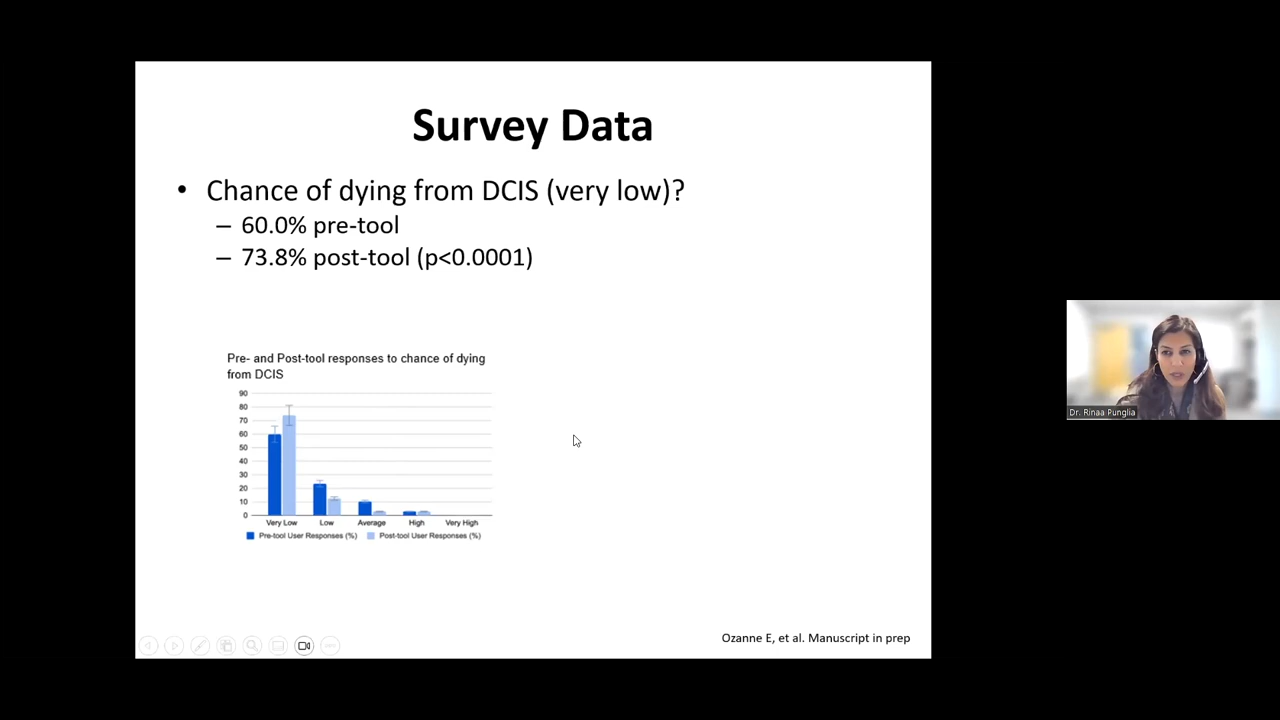 Survey Data
• Chance of dying from DCIS (very low)?
– 60.0% pre-tool
– 73.8% post-tool (p<0.0001)
Pre- and Post-tool responses to chance of dying
from DCIS
90
80
70
60
50
40
30
20
10
0
Very Low Low Average High Very High
Pre-tool User Responses (%) Post-tool User Responses (%)
Ozanne E, et al. Manuscript in prep
Dr. Rinaa Punglia